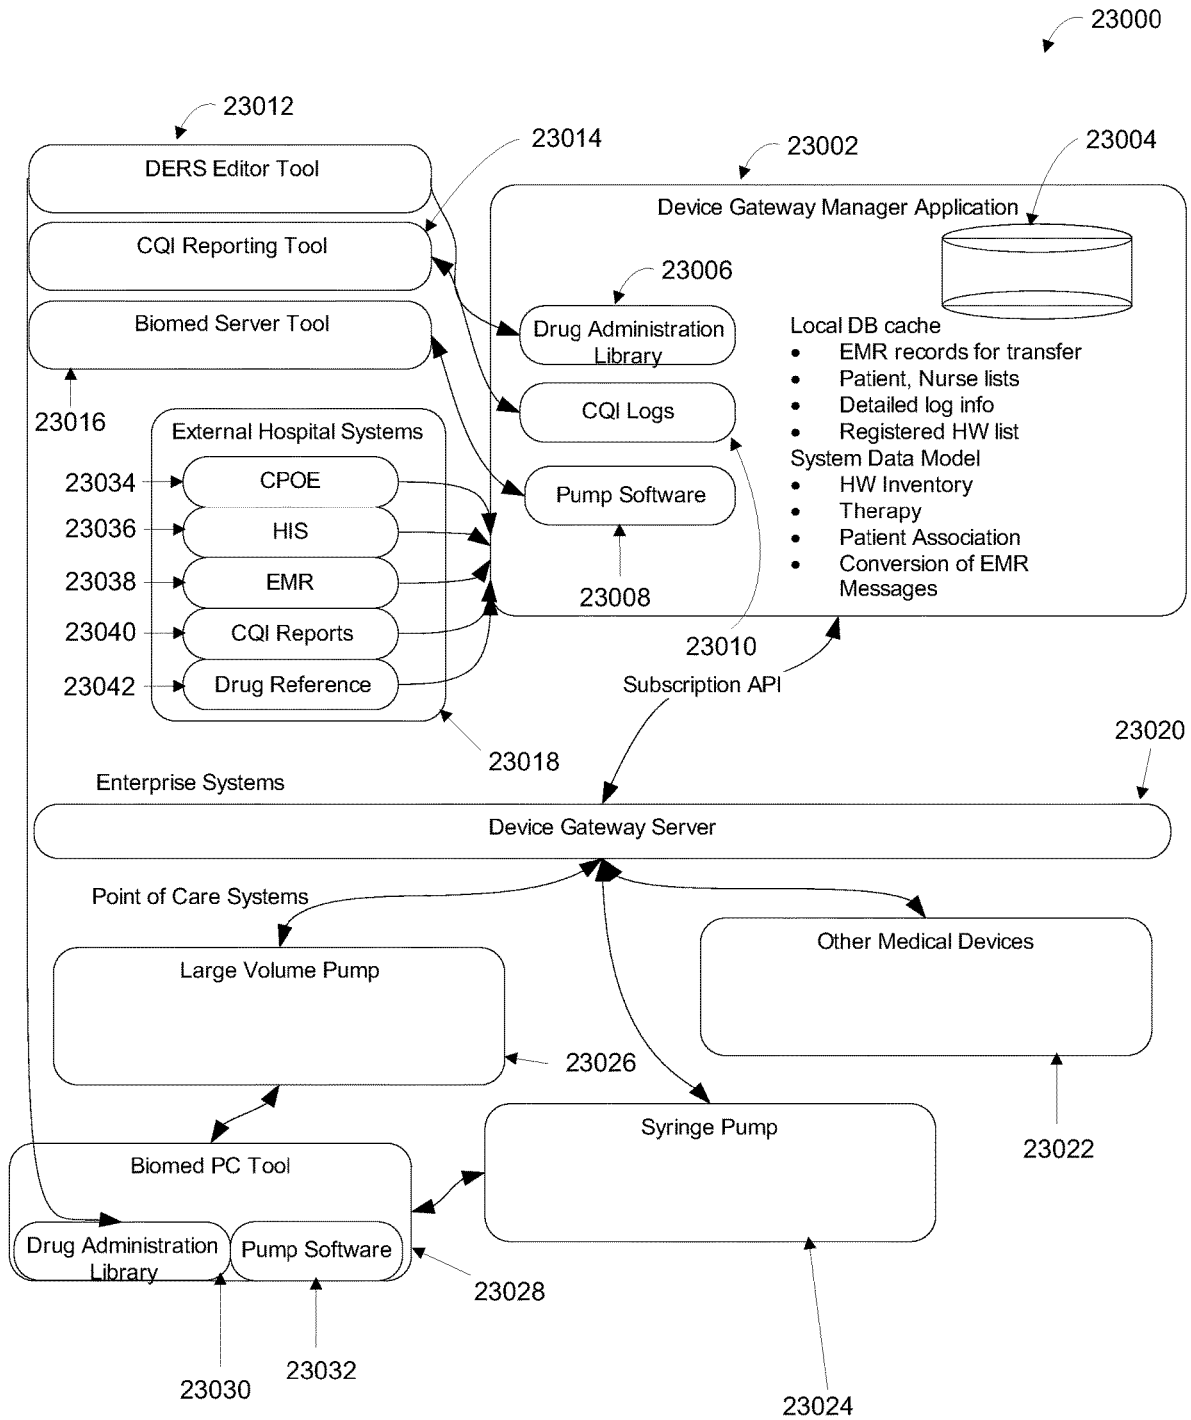 23000
23012
23014
23002
23004
DERS Editor Tool
CQI Reporting Tool
Biomed Server Tool
23016
Device Gateway Manager Application
23006
Drug Administration
Library
CQI Logs
Pump Software
23008
23010
Local DB cache
• EMR records for transfer
• Patient, Nurse lists
• Detailed log info
• Registered HW list
System Data Model
• HW Inventory
• Therapy
• Patient Association
• Conversion of EMR
Messages
External Hospital Systems
23034
CPOE
23036
HIS
23038
EMR
23040
CQI Reports
23042
Drug Reference
23018
Subscription API
23020
Enterprise Systems
Device Gateway Server
Point of Care Systems
Large Volume Pump
23026
Other Medical Devices
23022
Syringe Pump
23024
Biomed PC Tool
Drug Administration
Library
Pump Software
23028
23030
23032